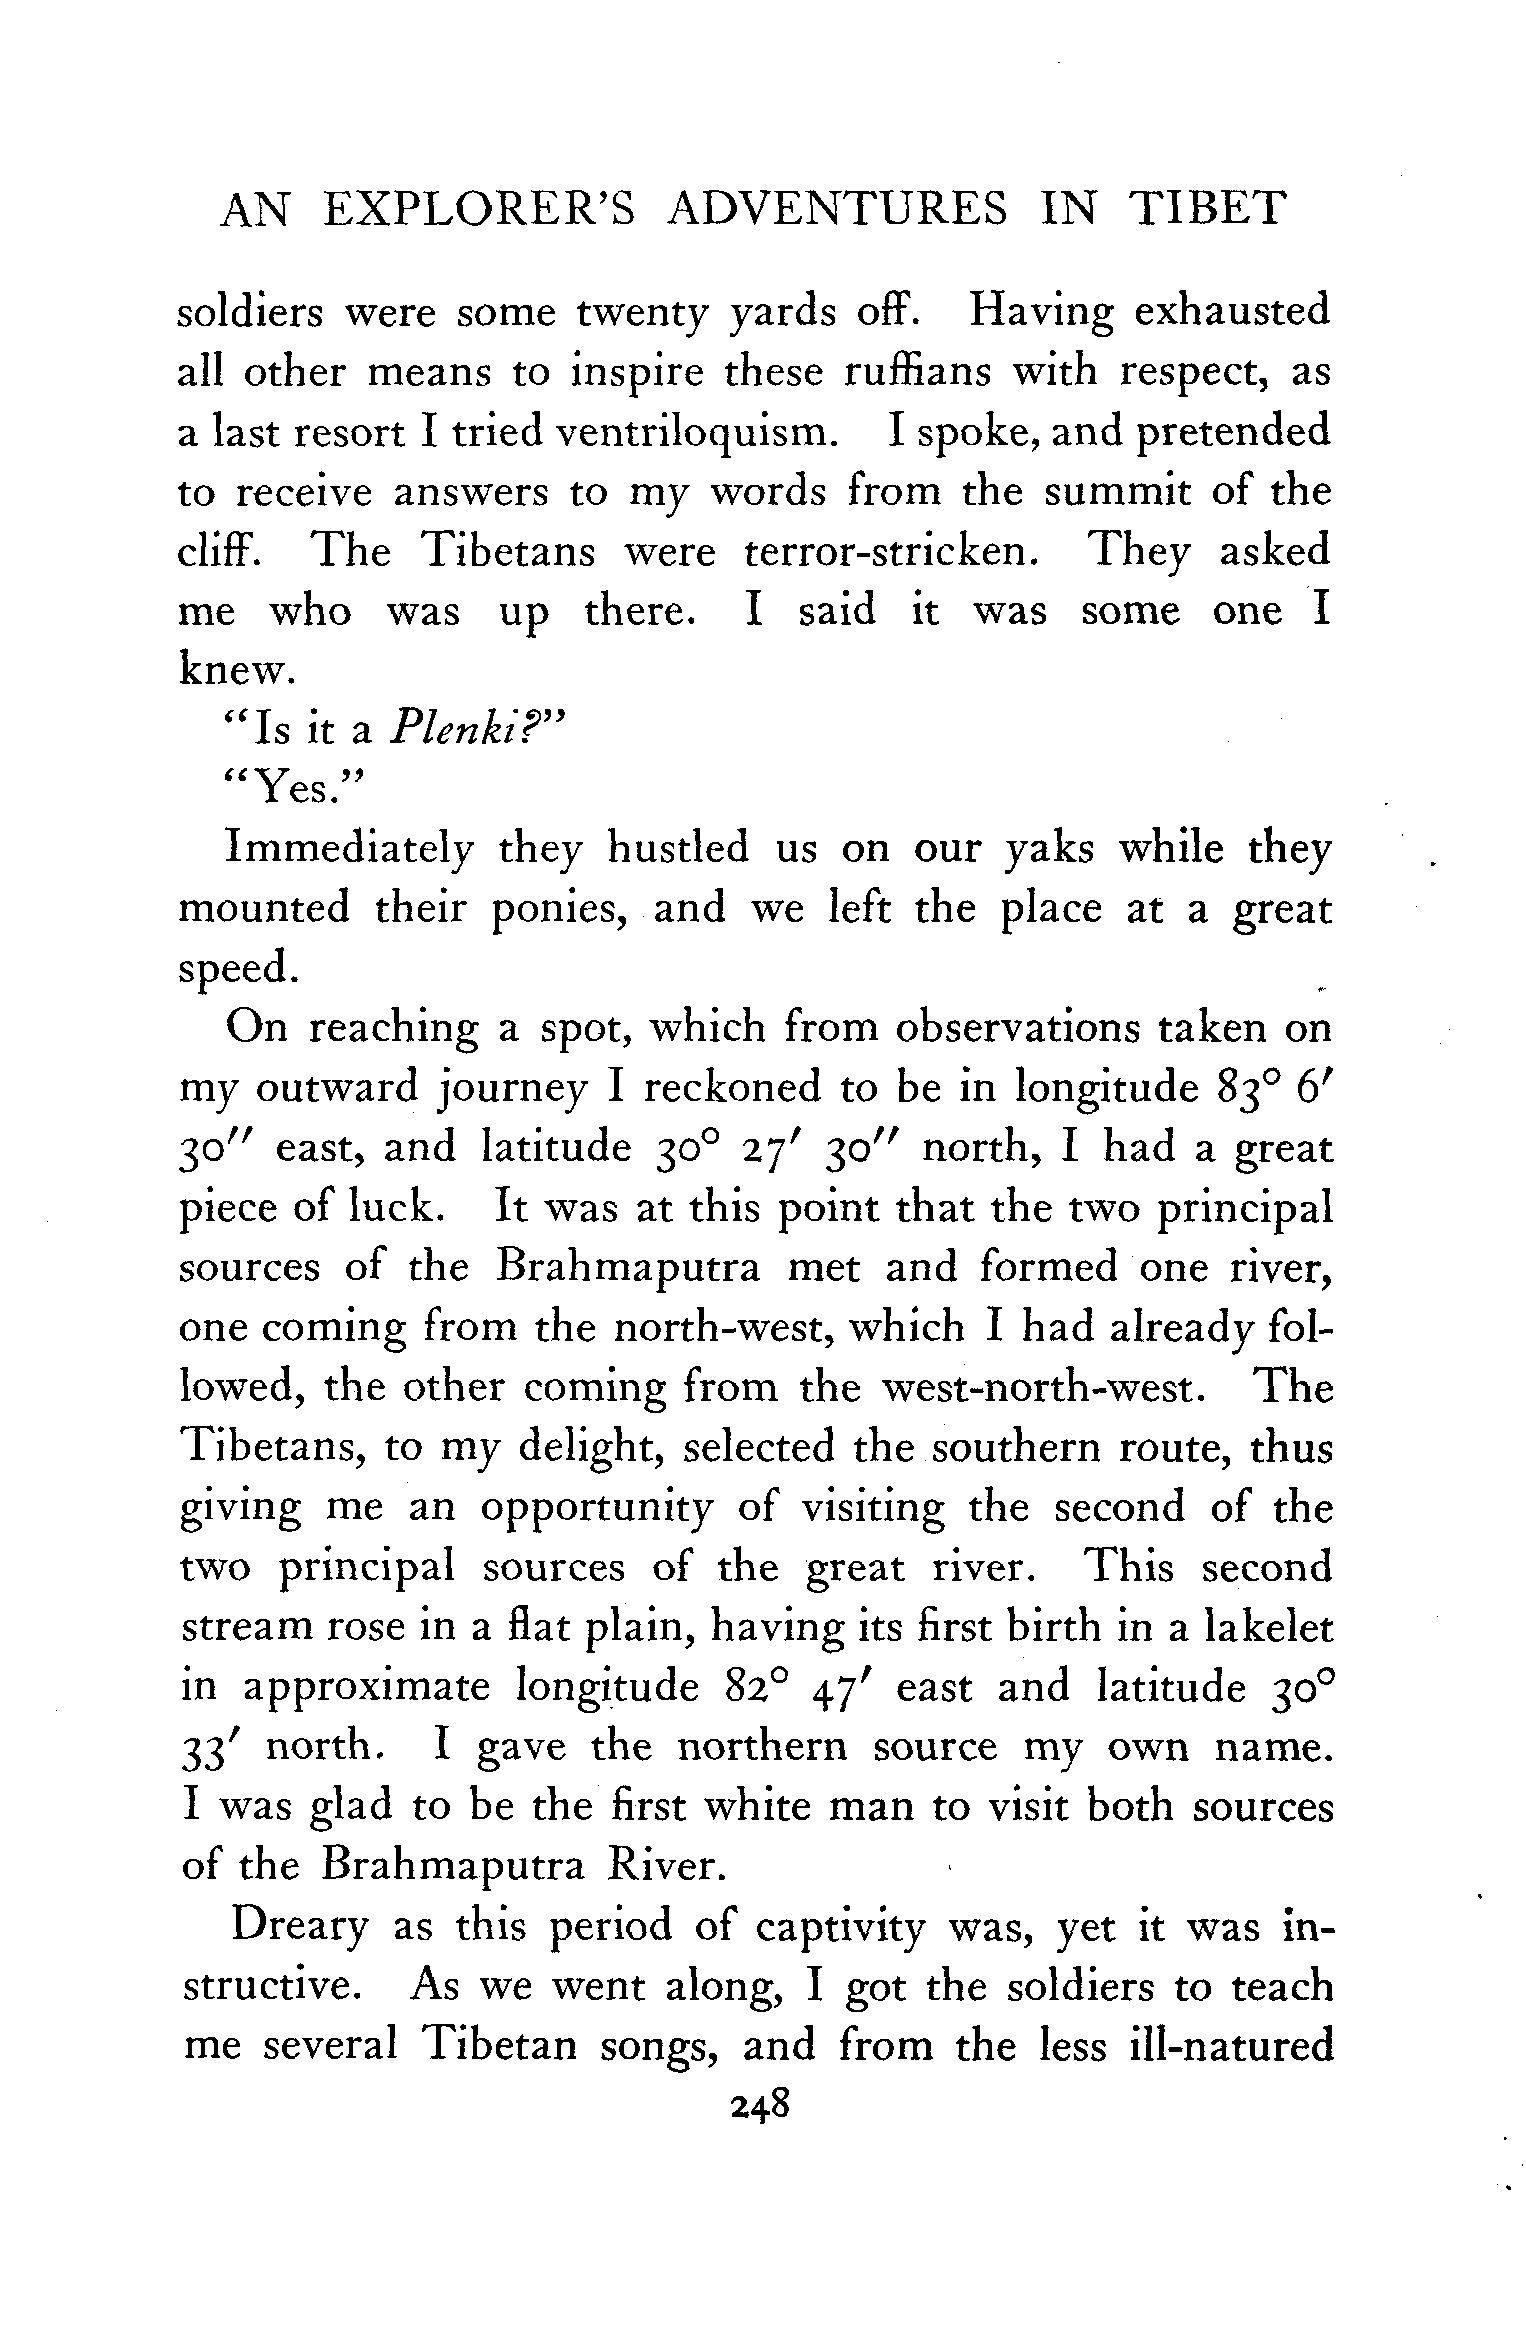 AN EXPLORER'S ADVENTURES IN TIBET
soldiers were some twenty yards off. Having exhausted
all other means to inspire these ruffians with respect, as
a last resort I tried ventriloquism. I spoke, and pretended
to receive answers to my words from the summit of the
cliff. The Tibetans were terror-stricken. They asked
me who was up there. I said it was some one I
knew.
"Is it a Plenki?"
"Yes."
Immediately they hustled us on our yaks while they
mounted their ponies, and we left the place at a great
speed.
On reaching a spot, which from observations taken on
my outward journey I reckoned to be in longitude 83° 6′
30″ east, and latitude 30° 27′ 30″ north, I had a great
piece of luck. It was at this point that the two principal
sources of the Brahmaputra met and formed one river,
one coming from the north-west, which I had already fol-
lowed, the other coming from the west-north-west. The
Tibetans, to my delight, selected the southern route, thus
giving me an opportunity of visiting the second of the
two principal sources of the great river. This second
stream rose in a flat plain, having its first birth in a lakelet
in approximate longitude 82° 47′ east and latitude 30°
33′ north. I gave the northern source my own name.
I was glad to be the first white man to visit both sources
of the Brahmaputra River.
Dreary as this period of captivity was, yet it was in-
structive. As we went along, I got the soldiers to teach
me several Tibetan songs, and from the less ill-natured
248